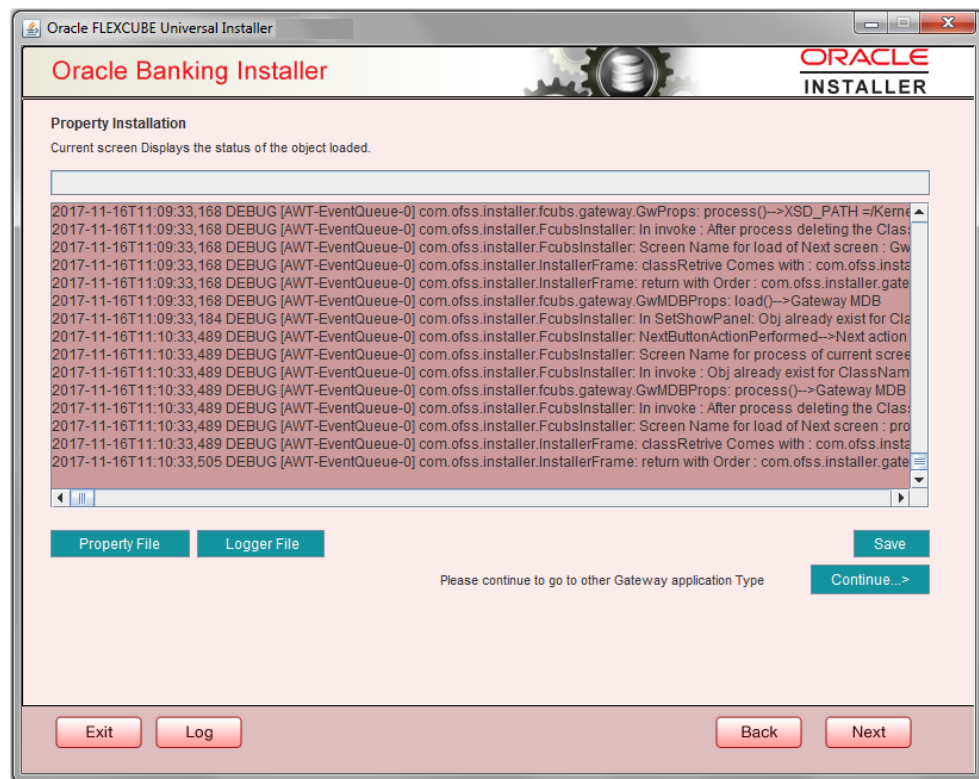 Oracle FLEXCUBE Universal Installer
Oracle Banking Installer
ORACLE
INSTALLER
Property Installation
Current screen Displays the status of the object loaded.
2017-11-16T11:09:33,168 DEBUG [AWT-EventQueue-0] com.ofss.installer.fcubs.gateway.GwProps: process()-->XSD_PATH =/Kerne
2017-11-16T11:09:33,168 DEBUG [AWT-EventQueue-0] com.ofss.installer.FcubsInstaller: In invoke : After process deleting the Clas
2017-11-16T11:09:33,168 DEBUG [AWT-EventQueue-0] com.ofss.installer.FcubsInstaller: Screen Name for load of Next screen : Gw
2017-11-16T11:09:33,168 DEBUG [AWT-EventQueue-0] com.ofss.installer.InstallerFrame: classRetrive Comes with : com.ofss.insta
2017-11-16T11:09:33,168 DEBUG [AWT-EventQueue-0] com.ofss.installer.InstallerFrame: return with Order : com.ofss.installer.gate
2017-11-16T11:09:33,168 DEBUG [AWT-EventQueue-0] com.ofss.installer.fcubs.gateway.GwMDBProps: load()-->Gateway MDB
2017-11-16T11:09:33,184 DEBUG [AWT-EventQueue-0] com.ofss.installer.FcubsInstaller: In SetShowPanel: Obj already exist for Cla
2017-11-16T11:10:33,489 DEBUG [AWT-EventQueue-0] com.ofss.installer.FcubsInstaller: NextButtonActionPerformed-->Next action
2017-11-16T11:10:33,489 DEBUG [AWT-EventQueue-0] com.ofss.installer.FcubsInstaller: Screen Name for process of current scree
2017-11-16T11:10:33,489 DEBUG [AWT-EventQueue-0] com.ofss.installer.FcubsInstaller: In invoke : Obj already exist for ClassNam
2017-11-16T11:10:33,489 DEBUG [AWT-EventQueue-0] com.ofss.installer.fcubs.gateway.GwMDBProps: process()-->Gateway MDB
2017-11-16T11:10:33,489 DEBUG [AWT-EventQueue-0] com.ofss.installer.FcubsInstaller: In invoke : After process deleting the Clas
2017-11-16T11:10:33,489 DEBUG [AWT-EventQueue-0] com.ofss.installer.FcubsInstaller: Screen Name for load of Next screen : pro
2017-11-16T11:10:33,489 DEBUG [AWT-EventQueue-0] com.ofss.installer.InstallerFrame: classRetrive Comes with : com.ofss.insta
2017-11-16T11:10:33,505 DEBUG [AWT-EventQueue-0] com.ofss.installer.InstallerFrame: return with Order : com.ofss.installer.gate
Property File Logger File Save
Please continue to go to other Gateway application Type Continue...>
Exit Log Back Next